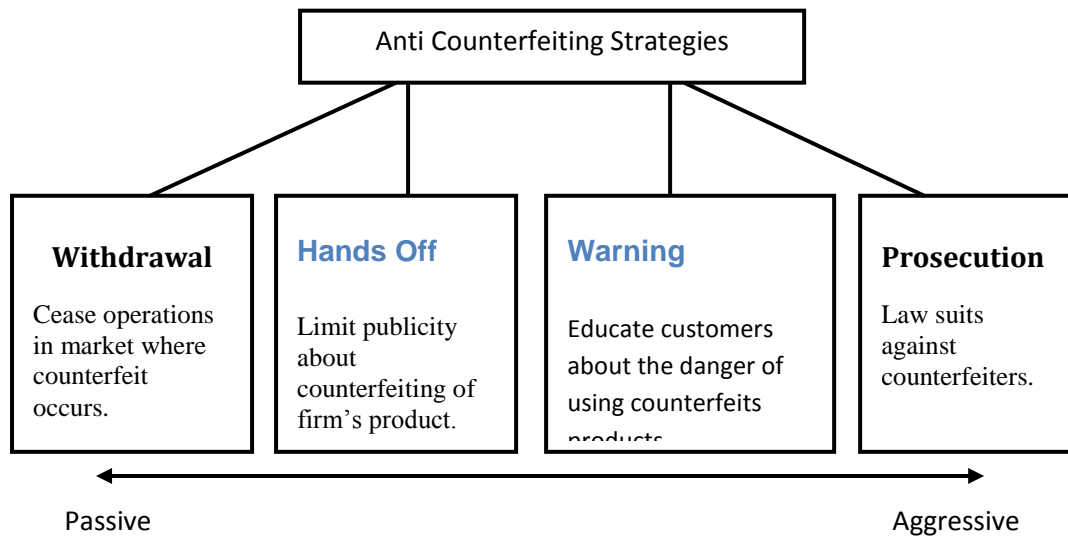 Anti Counterfeiting Strategies
Withdrawal
Cease operations
in market where
counterfeit
occurs.
Hands Off
Limit publicity
about
counterfeiting of
firm’s product.
Warning
Educate customers
about the danger of
using counterfeits
products
Prosecution
Law suits
against
counterfeiters.
Passive
Aggressive